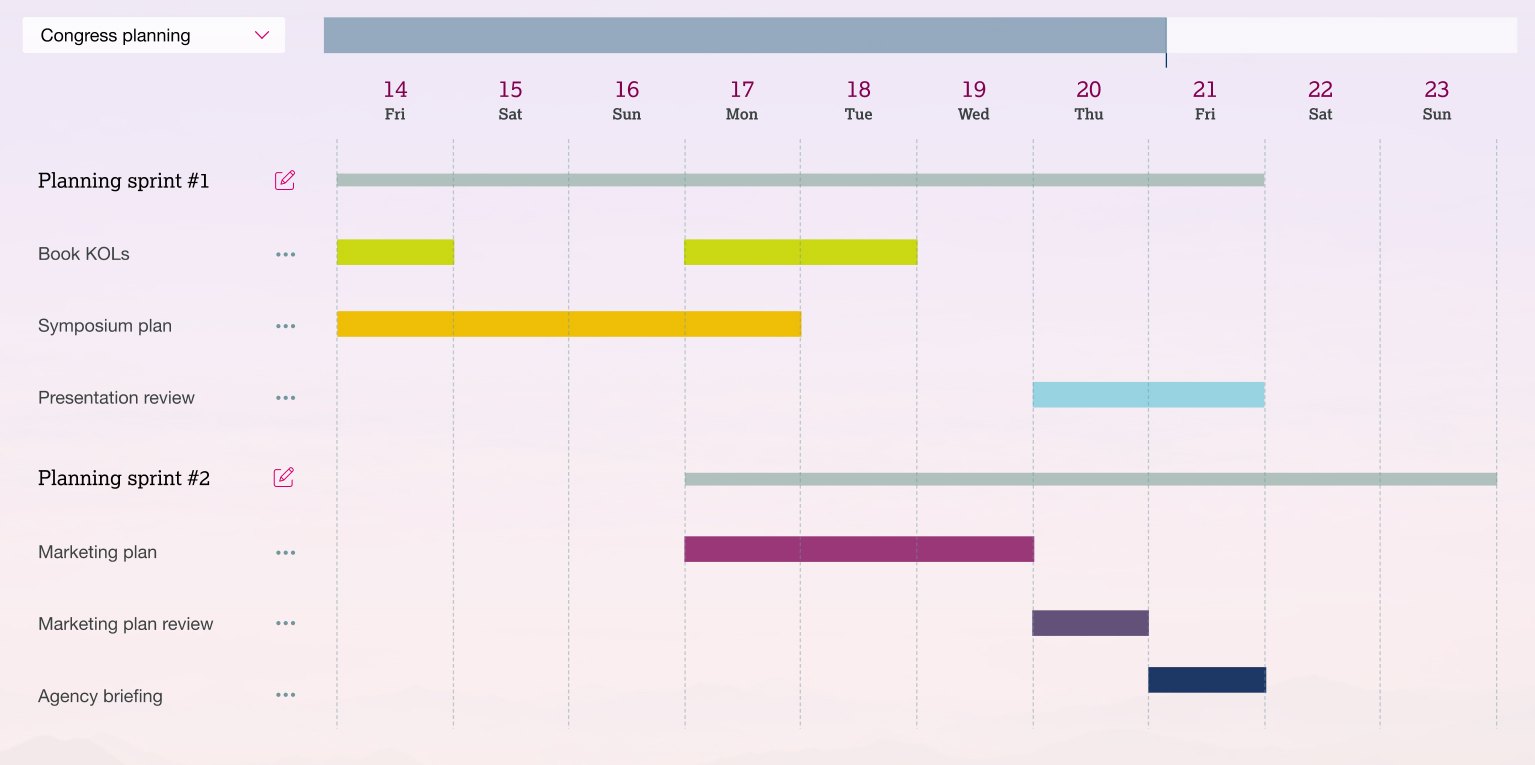 Congress planning
14 15 16 17 18 19 20 21 22 23
Fri Sat Sun Mon Tue Wed Thu Fri Sat Sun
Planning sprint #1
Book KOLs
Symposium plan
Presentation review
Planning sprint #2
Marketing plan
Marketing plan review
Agency briefing